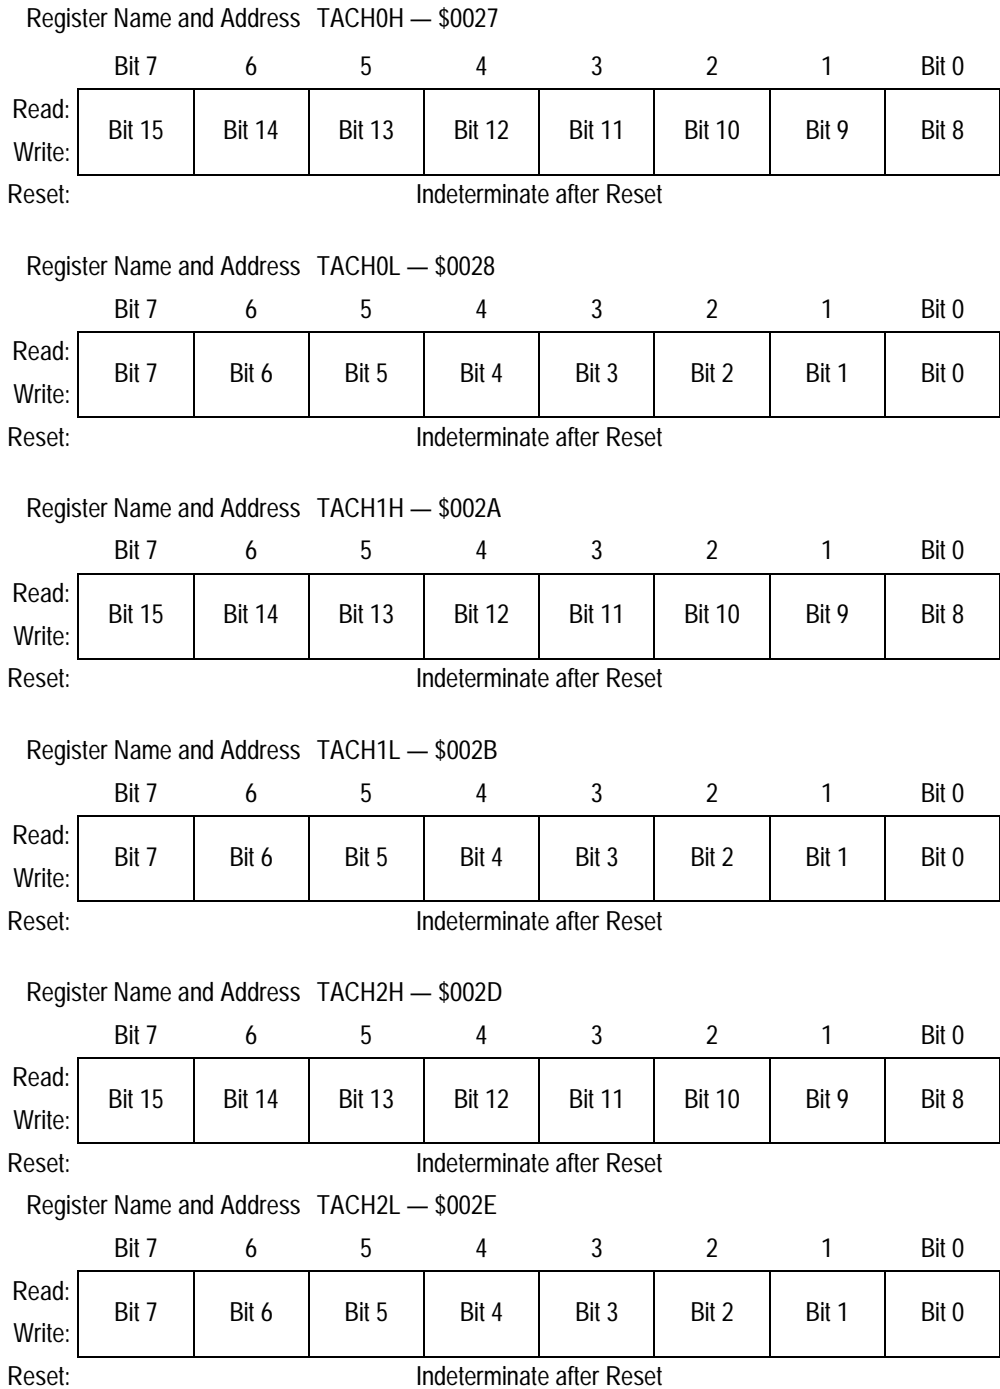 Register Name and Address TACH0H — $0027
Bit 7 6 5 4 3 2 1 Bit 0
Read:
Bit 15 Bit 14 Bit 13 Bit 12 Bit 11 Bit 10 Bit 9 Bit 8
Write:
Reset: Indeterminate after Reset
Register Name and Address TACH0L — $0028
Bit 7 6 5 4 3 2 1 Bit 0
Read:
Bit 7 Bit 6 Bit 5 Bit 4 Bit 3 Bit 2 Bit 1 Bit 0
Write:
Reset: Indeterminate after Reset
Register Name and Address TACH1H — $002A
Bit 7 6 5 4 3 2 1 Bit 0
Read:
Bit 15 Bit 14 Bit 13 Bit 12 Bit 11 Bit 10 Bit 9 Bit 8
Write:
Reset: Indeterminate after Reset
Register Name and Address TACH1L — $002B
Bit 7 6 5 4 3 2 1 Bit 0
Read:
Bit 7 Bit 6 Bit 5 Bit 4 Bit 3 Bit 2 Bit 1 Bit 0
Write:
Reset: Indeterminate after Reset
Register Name and Address TACH2H — $002D
Bit 7 6 5 4 3 2 1 Bit 0
Read:
Bit 15 Bit 14 Bit 13 Bit 12 Bit 11 Bit 10 Bit 9 Bit 8
Write:
Reset: Indeterminate after Reset
Register Name and Address TACH2L — $002E
Bit 7 6 5 4 3 2 1 Bit 0
Read:
Bit 7 Bit 6 Bit 5 Bit 4 Bit 3 Bit 2 Bit 1 Bit 0
Write:
Reset: Indeterminate after Reset